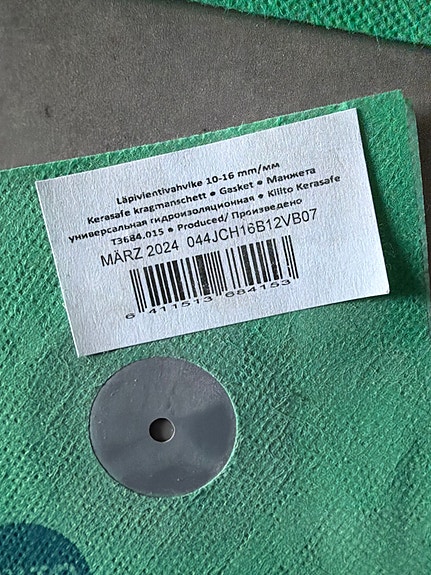 Läpivientivahvike 10-16 mm/мм
Kerasafe kragmanschett • Gasket • Манжета
универсальная гидроизоляционная • Kiilto Kerasafe
T3684.015 • Produced/ Произведено
MÄRZ 2024 044JCH16B12VB07
6 411513 684153